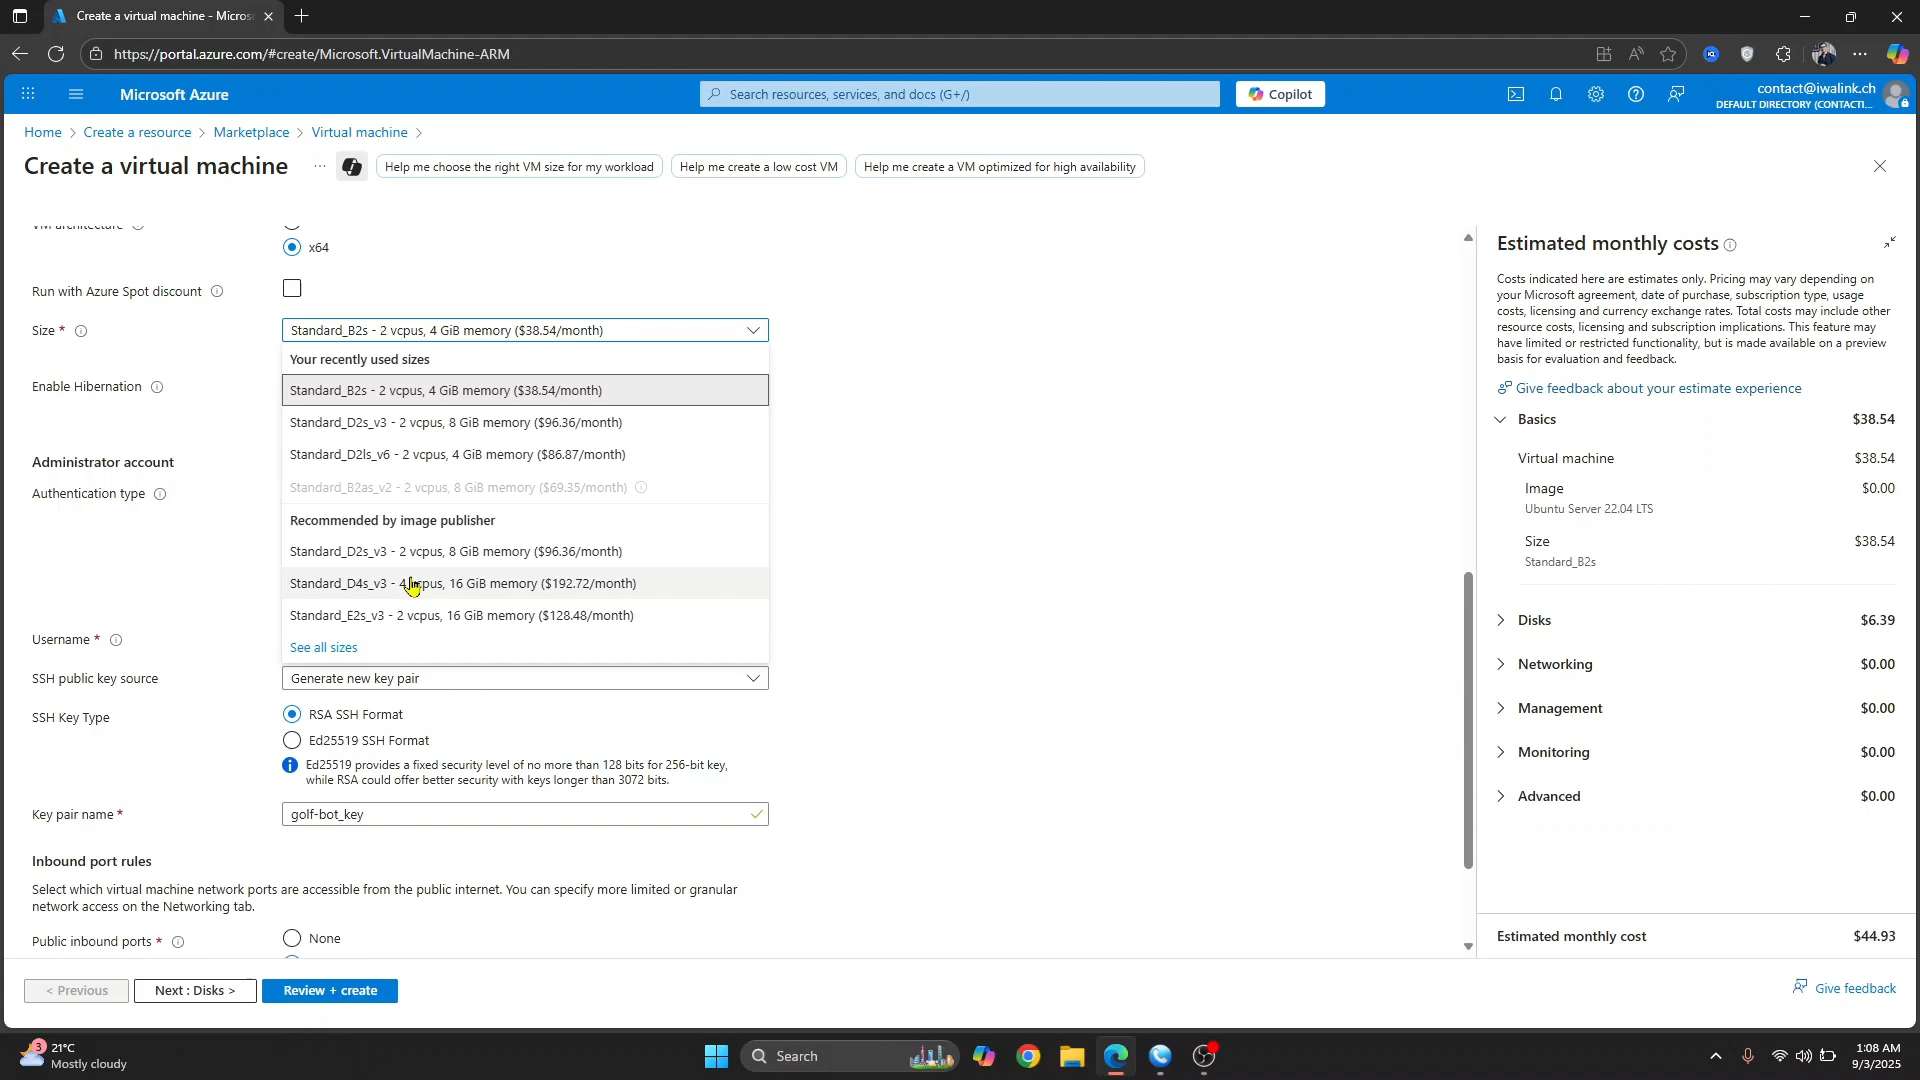 Create a virtual machine - Micros
https://portal.azure.com/#create/Microsoft.VirtualMachine-ARM
Microsoft Azure
Search resources, services, and docs (G+/)
Copilot
contact@iwalink.ch
DEFAULT DIRECTORY (CONTACTI...
Home > Create a resource > Marketplace > Virtual machine >
Create a virtual machine
...
Help me choose the right VM size for my workload
Help me create a low cost VM
Help me create a VM optimized for high availability
VM architecture
x64
Run with Azure Spot discount
Size *
Standard_B2s - 2 vcpus, 4 GiB memory ($38.54/month)
Your recently used sizes
Standard_B2s - 2 vcpus, 4 GiB memory ($38.54/month)
Standard_D2s_v3 - 2 vcpus, 8 GiB memory ($96.36/month)
Standard_D2ls_v6 - 2 vcpus, 4 GiB memory ($86.87/month)
Standard_B2as_v2 - 2 vcpus, 8 GiB memory ($69.35/month)
Recommended by image publisher
Standard_D2s_v3 - 2 vcpus, 8 GiB memory ($96.36/month)
Standard_D4s_v3 - 4 vcpus, 16 GiB memory ($192.72/month)
Standard_E2s_v3 - 2 vcpus, 16 GiB memory ($128.48/month)
See all sizes
Enable Hibernation
Administrator account
Authentication type
Username *
SSH public key source
Generate new key pair
SSH Key Type
RSA SSH Format
Ed25519 SSH Format
Ed25519 provides a fixed security level of no more than 128 bits for 256-bit key,
while RSA could offer better security with keys longer than 3072 bits.
Key pair name *
golf-bot_key
Inbound port rules
Select which virtual machine network ports are accessible from the public internet. You can specify more limited or granular
network access on the Networking tab.
Public inbound ports *
None
< Previous
Next : Disks >
Review + create
Estimated monthly costs
Costs indicated here are estimates only. Pricing may vary depending on
your Microsoft agreement, date of purchase, subscription type, usage
costs, licensing and currency exchange rates. Total costs may include other
resource costs, licensing and subscription implications. This feature may
have limited or restricted functionality, but is made available on a preview
basis for evaluation and feedback.
Give feedback about your estimate experience
Basics $38.54
Virtual machine $38.54
Image $0.00
Ubuntu Server 22.04 LTS
Size $38.54
Standard_B2s
Disks $6.39
Networking $0.00
Management $0.00
Monitoring $0.00
Advanced $0.00
Estimated monthly cost $44.93
Give feedback
3
21°C
Mostly cloudy
Search
1:08 AM
9/3/2025